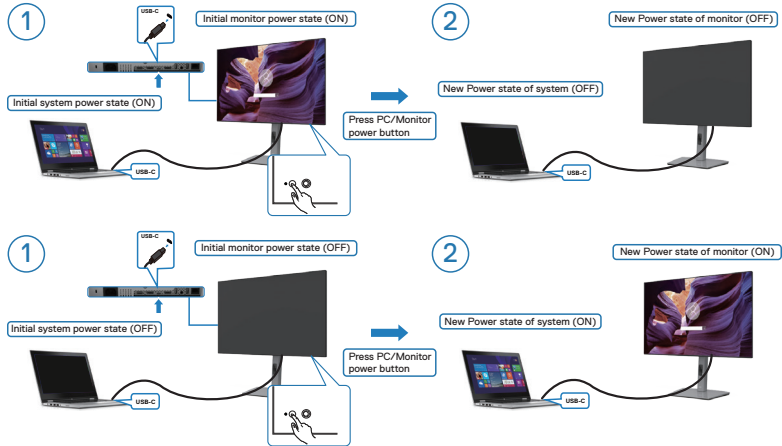 1
USB-C
Initial monitor power state (ON)
Initial system power state (ON)
USB-C
Press PC/Monitor
power button
2
New Power state of monitor (OFF)
New Power state of system (OFF)
USB-C
1
USB-C
Initial monitor power state (OFF)
Initial system power state (OFF)
USB-C
Press PC/Monitor
power button
2
New Power state of monitor (ON)
New Power state of system (ON)
USB-C